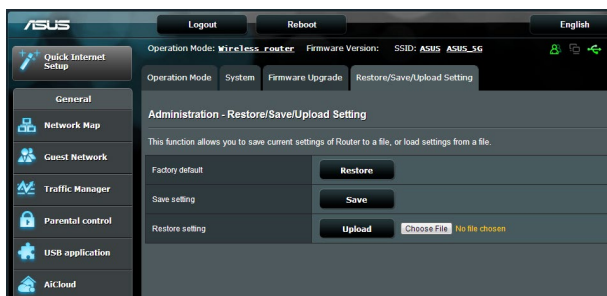 ASUS
Logout
Reboot
English
Quick Internet
Setup
Operation Mode: Wireless router Firmware Version: SSID: ASUS ASUS_5G
Operation Mode
System
Firmware Upgrade
Restore/Save/Upload Setting
General
Network Map
Guest Network
Traffic Manager
Parental control
USB application
AiCloud
Administration - Restore/Save/Upload Setting
This function allows you to save current settings of Router to a file, or load settings from a file.
Factory default
Restore
Save setting
Save
Restore setting
Upload
Choose File No file chosen